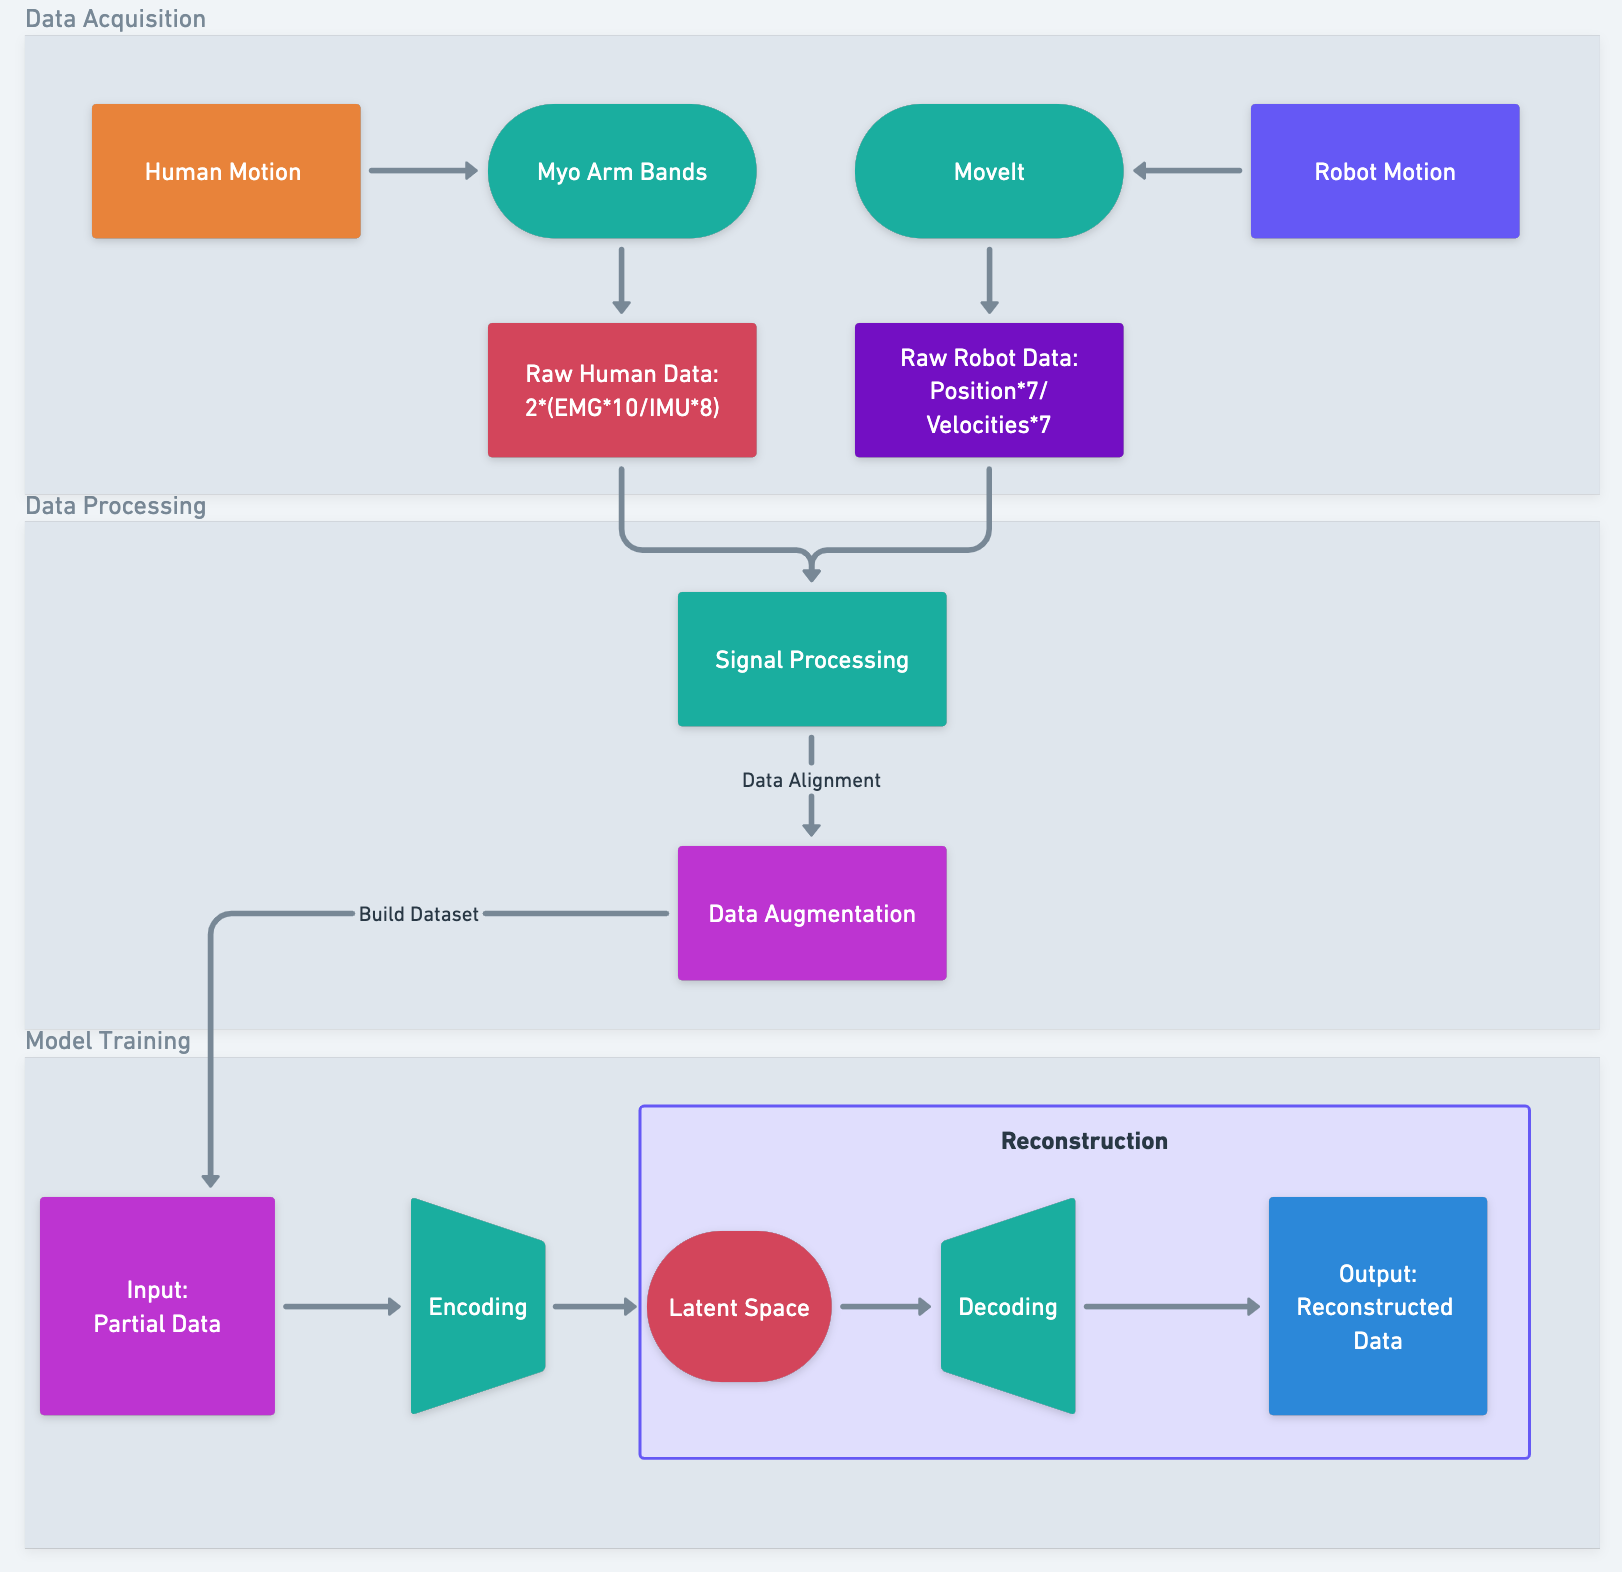 Data Acquisition
Human Motion
Myo Arm Bands
MoveIt
Robot Motion
Raw Human Data:
2*(EMG*10/IMU*8)
Raw Robot Data:
Position*7/
Velocities*7
Data Processing
Signal Processing
Data Alignment
Data Augmentation
Build Dataset
Model Training
Reconstruction
Input:
Partial Data
Encoding
Latent Space
Decoding
Output:
Reconstructed
Data